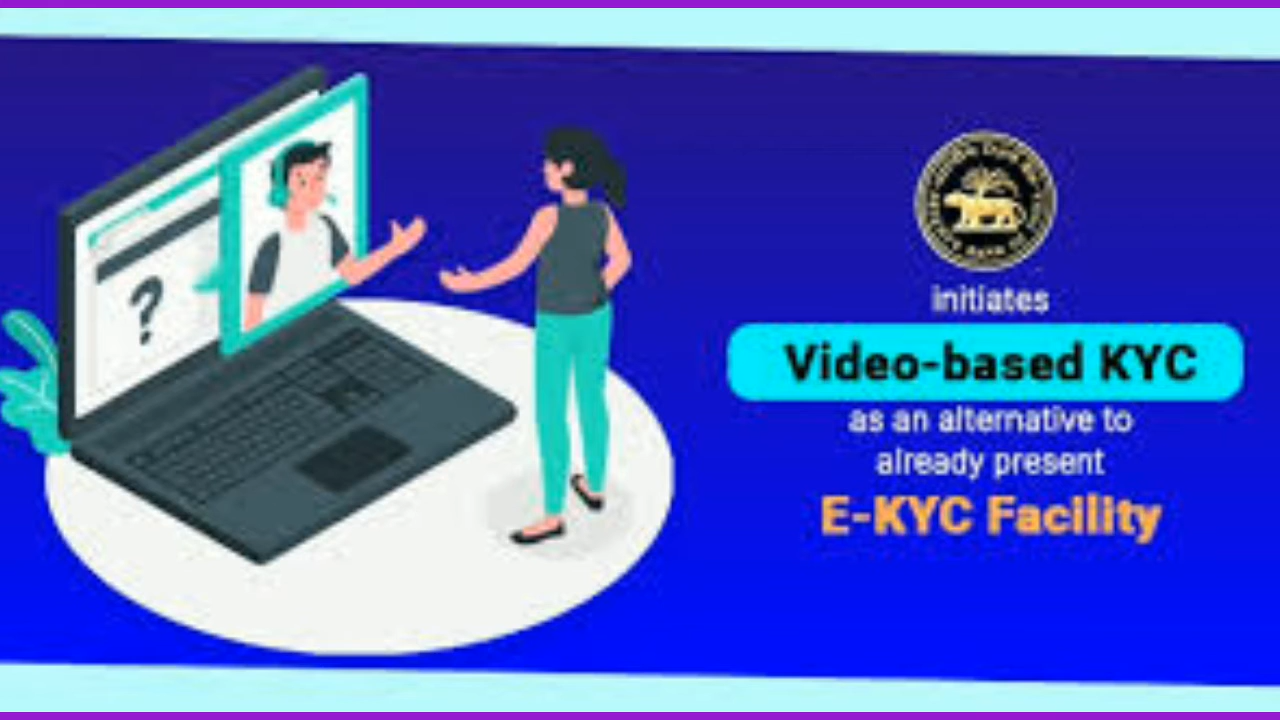 ?
initiates
Video-based KYC
as an alternative to
already present
E-KYC Facility